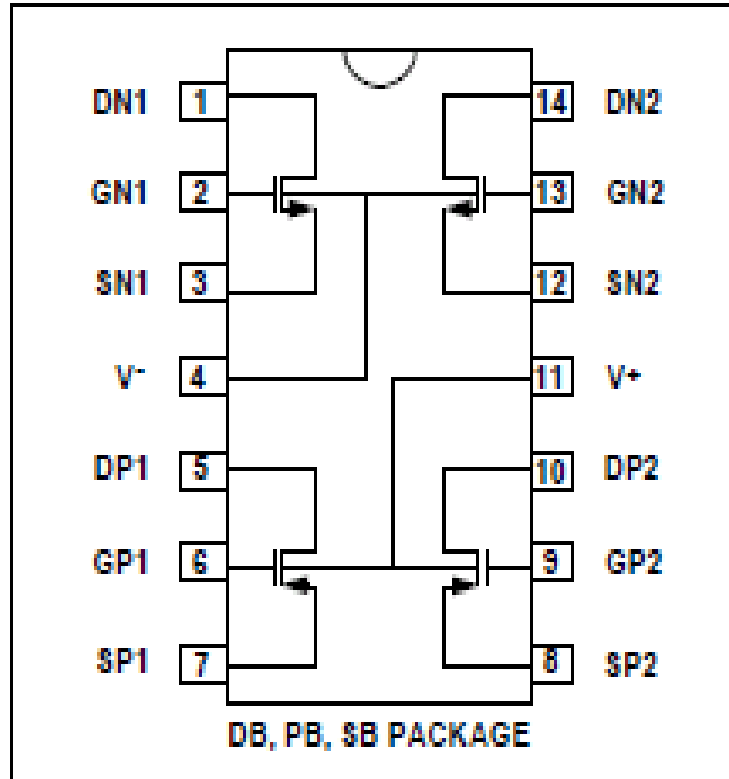 DN1 1 14 DN2
GN1 2 13 GN2
SN1 3 12 SN2
V- 4 11 V+
DP1 5 10 DP2
GP1 6 9 GP2
SP1 7 8 SP2
DB, PB, SB PACKAGE